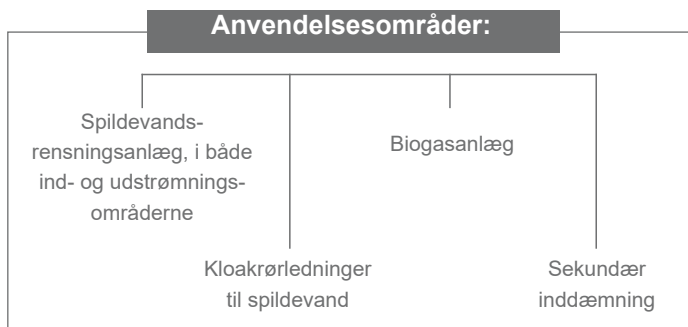 Anvendelsesområder:
Spildevands-
rensningsanlæg, i både
ind- og udstrømnings-
områderne
Biogasanlæg
Kloakrørledninger
til spildevand
Sekundær
inddæmning